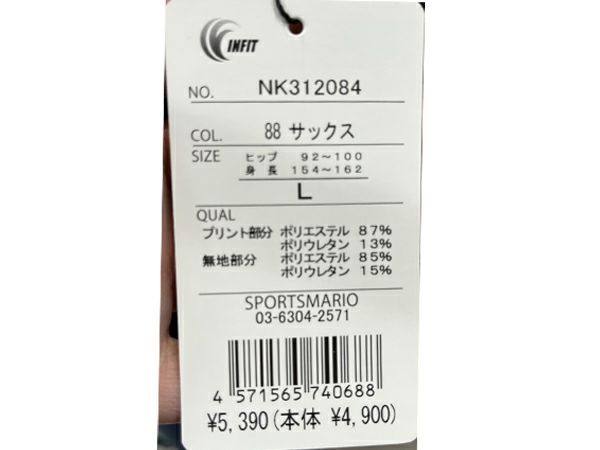 INFIT
NO. NK312084
COL. 88 サックス
SIZE ヒップ 92～100
身長 154～162
L
QUAL
プリント部分 ポリエステル 87%
ポリウレタン 13%
無地部分 ポリエステル 85%
ポリウレタン 15%
SPORTSMARIO
03-6304-2571
4 571565 740688
¥5,390(本体 ¥4,900)